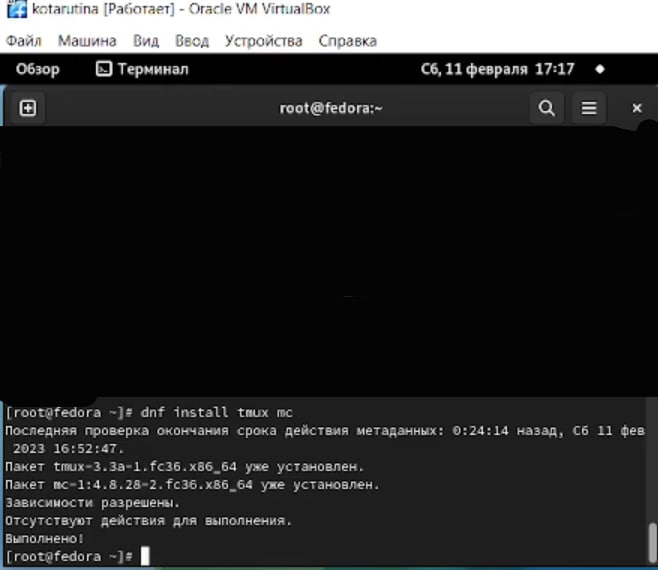 kotarutina [Работает] - Oracle VM VirtualBox
Файл Машина Вид Ввод Устройства Справка
Обзор Терминал Сб, 11 февраля 17:17
root@fedora:~
[root@fedora ~]# dnf install tmux mc
Последняя проверка окончания срока действия метаданных: 0:24:14 назад, Сб 11 фев
2023 16:52:47.
Пакет tmux-3.3a-1.fc36.x86_64 уже установлен.
Пакет mc-1:4.8.28-2.fc36.x86_64 уже установлен.
Зависимости разрешены.
Отсутствуют действия для выполнения.
Выполнено!
[root@fedora ~]#